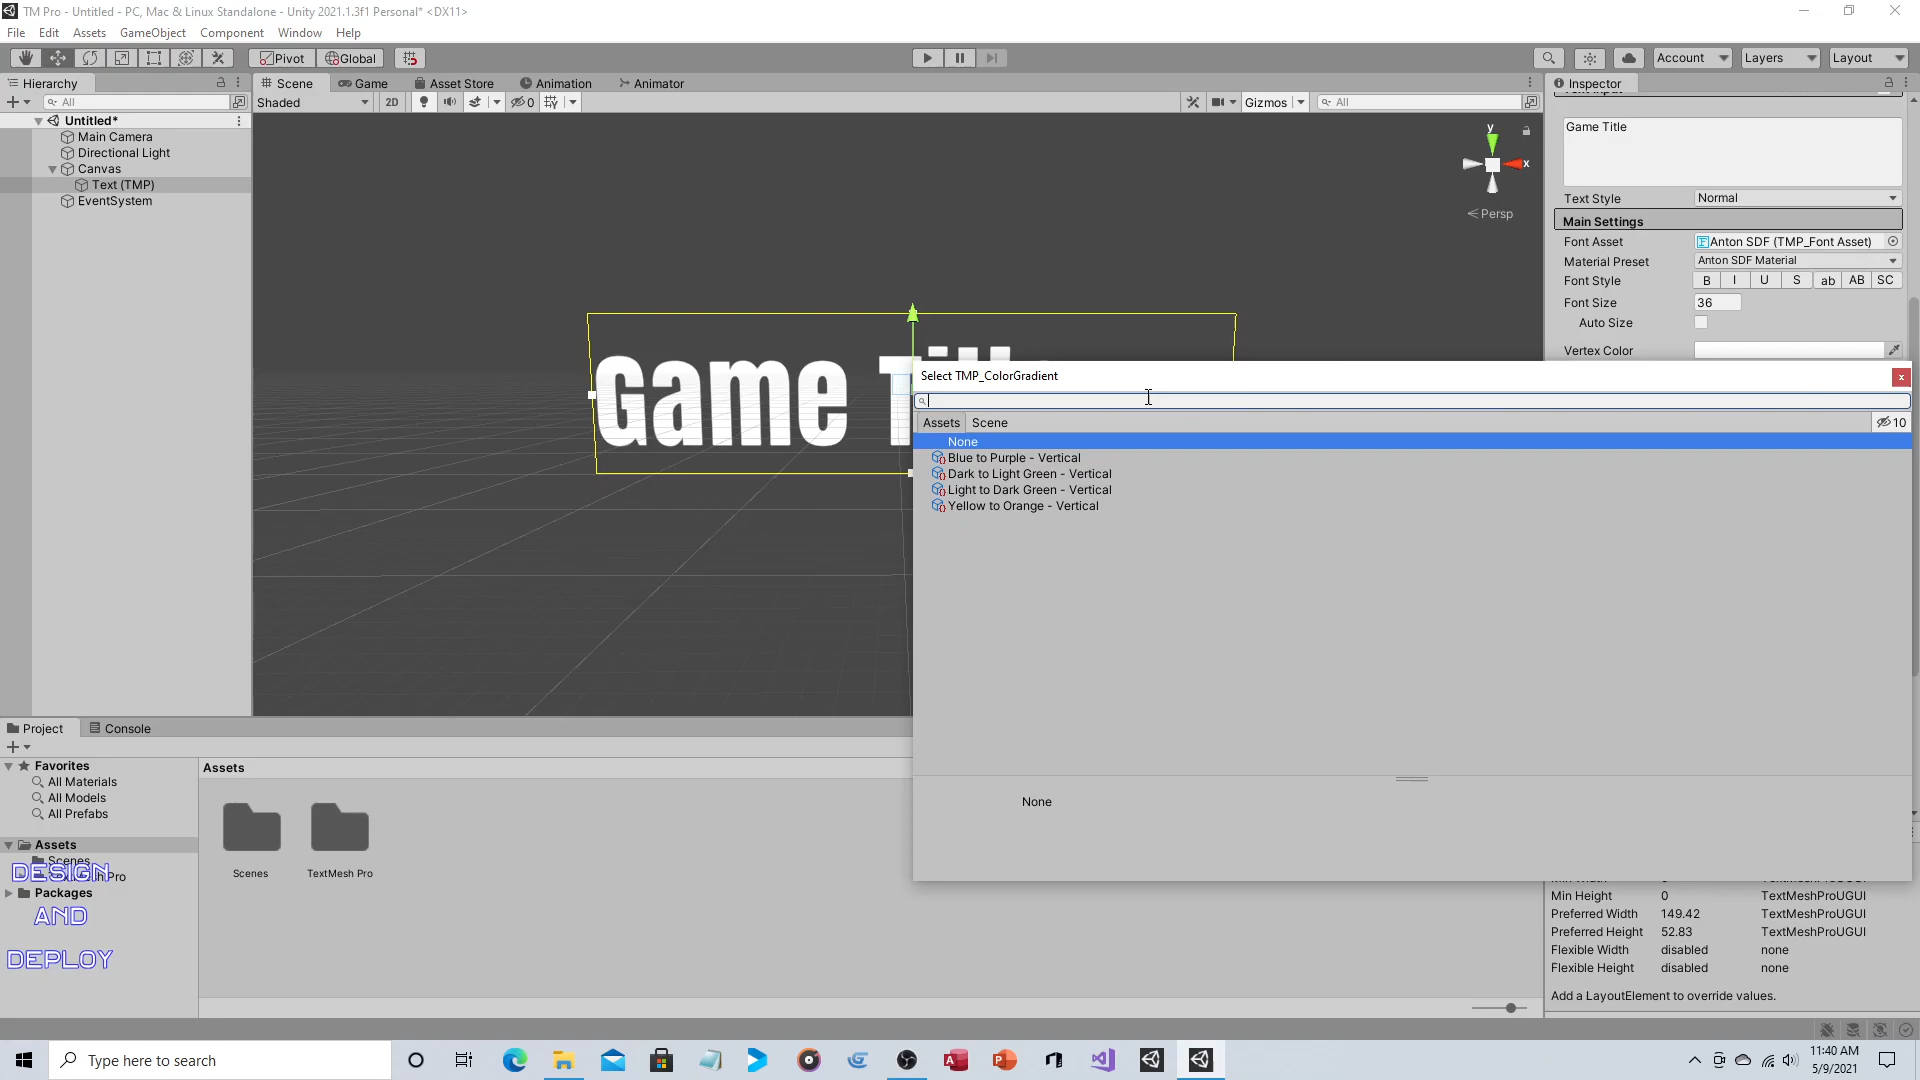 TM Pro - Untitled - PC, Mac & Linux Standalone - Unity 2021.1.3f1 Personal* <DX11>
File Edit Assets GameObject Component Window Help
Pivot Global Account Layers Layout
Hierarchy
Scene Game Asset Store Animation Animator
Inspector
All
Shaded 2D 0 Gizmos All
Untitled*
Main Camera
Directional Light
Canvas
Text (TMP)
EventSystem
y
x
Persp
Game
Game Title
Text Style Normal
Main Settings
Font Asset Anton SDF (TMP_Font Asset)
Material Preset Anton SDF Material
Font Style B I U S ab AB SC
Font Size 36
Auto Size
Vertex Color
Select TMP_ColorGradient
x
Assets Scene 10
None
Blue to Purple - Vertical
Dark to Light Green - Vertical
Light to Dark Green - Vertical
Yellow to Orange - Vertical
None
Project Console
Favorites
All Materials
All Models
All Prefabs
Assets
Scenes
Packages
Assets
Scenes TextMesh Pro
DESIGN
AND
DEPLOY
Min Height 0 TextMeshProUGUI
Preferred Width 149.42 TextMeshProUGUI
Preferred Height 52.83 TextMeshProUGUI
Flexible Width disabled none
Flexible Height disabled none
Add a LayoutElement to override values.
Type here to search
11:40 AM
5/9/2021